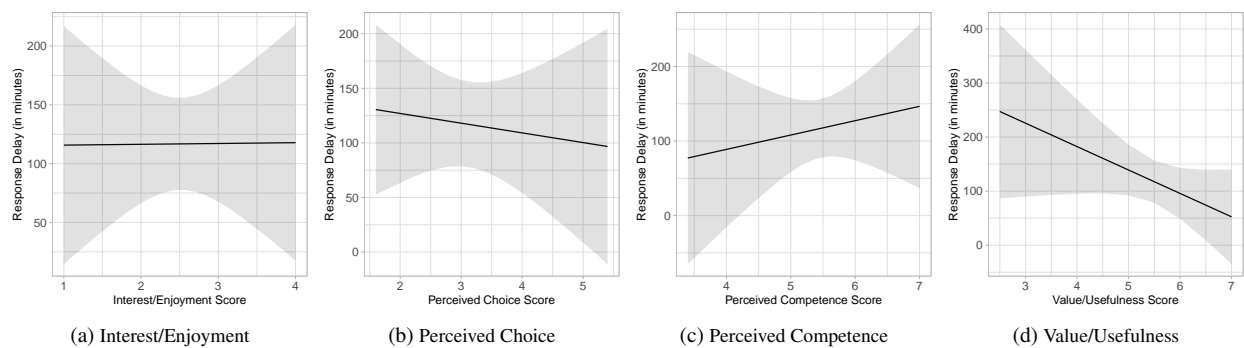 Response Delay (in minutes)
200
150
100
50
1
2
3
4
Interest/Enjoyment Score
(a) Interest/Enjoyment
Response Delay (in minutes)
200
150
100
50
0
2
3
4
5
Perceived Choice Score
(b) Perceived Choice
Response Delay (in minutes)
200
100
0
4
5
6
7
Perceived Competence Score
(c) Perceived Competence
Response Delay (in minutes)
400
300
200
100
0
3
4
5
6
7
Value/Usefulness Score
(d) Value/Usefulness